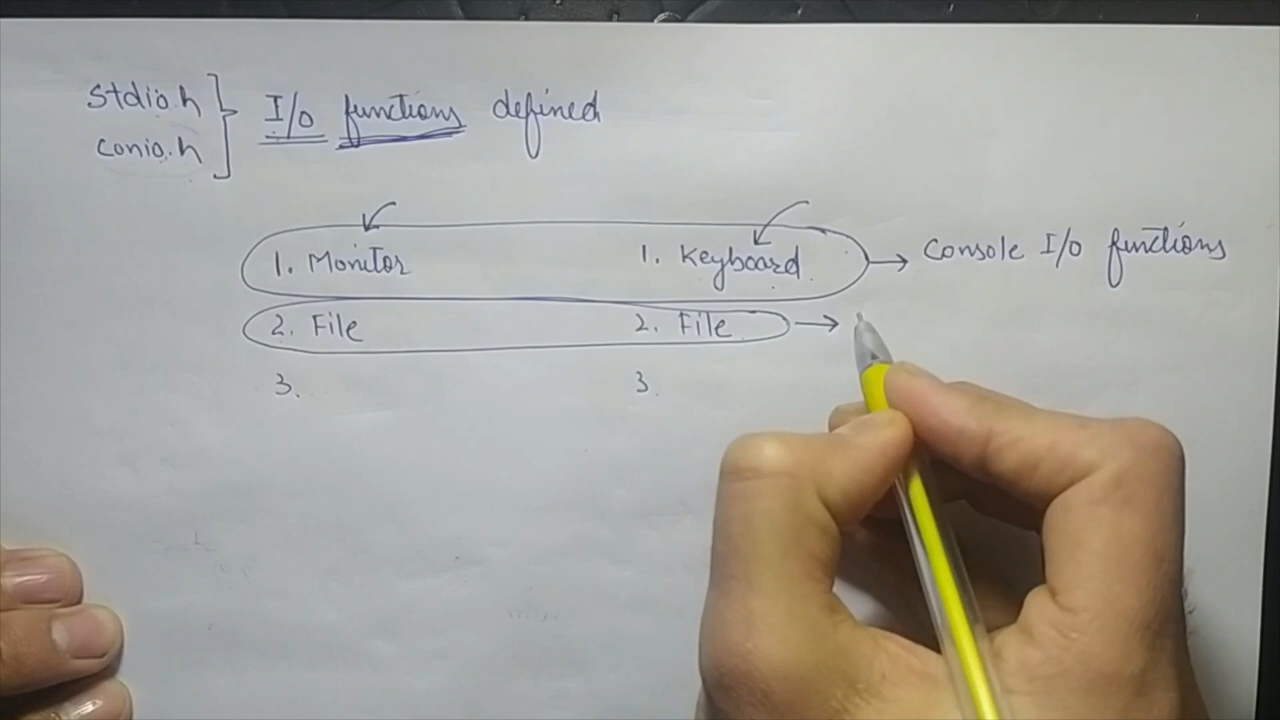 stdio.h
conio.h
I/O functions defined
1. Monitor 1. Keyboard → Console I/O functions
2. File 2. File →
3. 3.